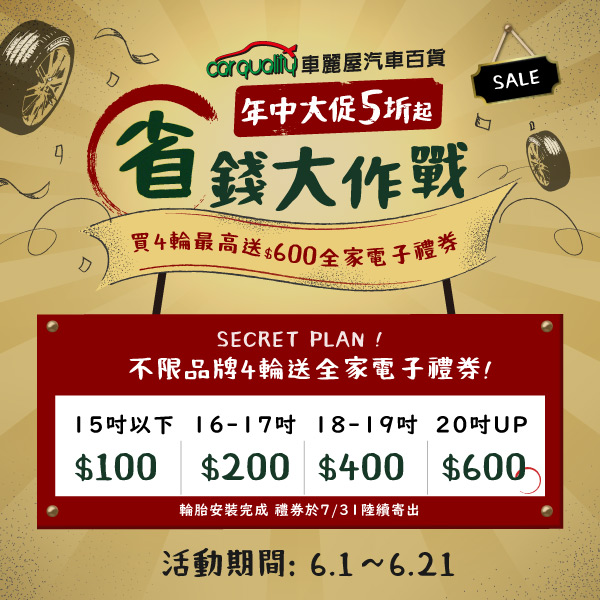 carquality 車麗屋汽車百貨
SALE
年中大促5折起
省錢大作戰
買4輪最高送$600全家電子禮券
SECRET PLAN !
不限品牌4輪送全家電子禮券!
15吋以下 16-17吋 18-19吋 20吋UP
$100 $200 $400 $600
輪胎安裝完成 禮券於7/31陸續寄出
活動期間: 6.1~6.21